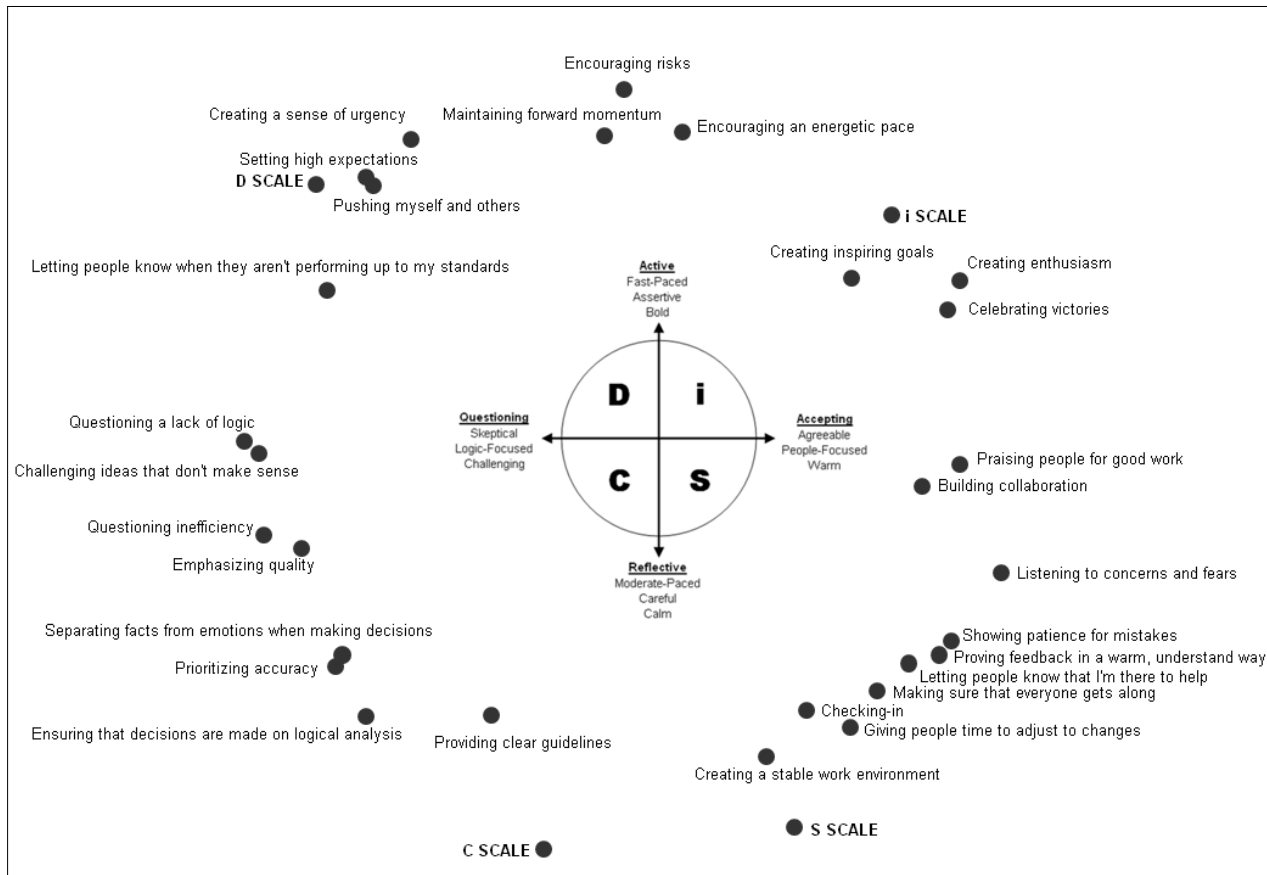 Encouraging risks
Creating a sense of urgency
Maintaining forward momentum
Encouraging an energetic pace
Setting high expectations
D SCALE
Pushing myself and others
i SCALE
Creating inspiring goals
Creating enthusiasm
Letting people know when they aren't performing up to my standards
Celebrating victories
Active
Fast-Paced
Assertive
Bold
D
i
Questioning
Skeptical
Logic-Focused
Challenging
Accepting
Agreeable
People-Focused
Warm
C
S
Questioning a lack of logic
Challenging ideas that don't make sense
Praising people for good work
Building collaboration
Questioning inefficiency
Emphasizing quality
Reflective
Moderate-Paced
Careful
Calm
Listening to concerns and fears
Separating facts from emotions when making decisions
Prioritizing accuracy
Showing patience for mistakes
Proving feedback in a warm, understand way
Letting people know that I'm there to help
Making sure that everyone gets along
Checking-in
Giving people time to adjust to changes
Ensuring that decisions are made on logical analysis
Providing clear guidelines
Creating a stable work environment
S SCALE
C SCALE